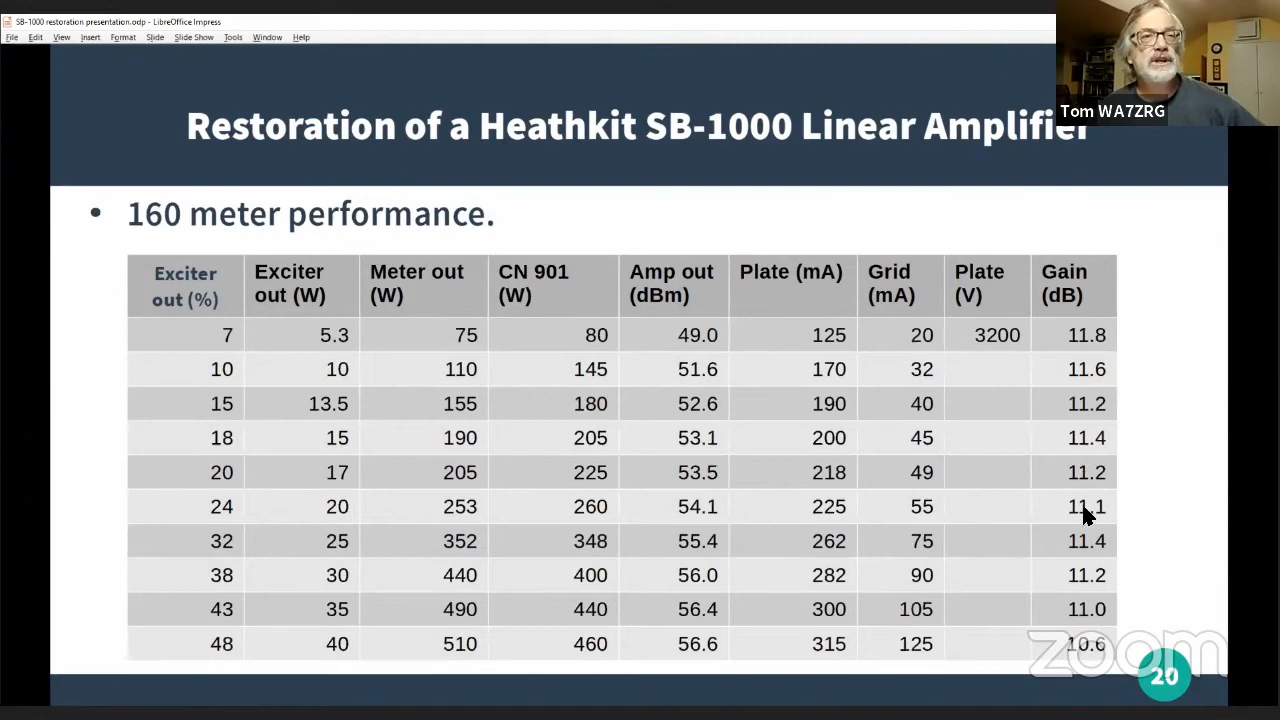 SB-1000 restoration presentation.odp - LibreOffice Impress
File Edit View Insert Format Slide Slide Show Tools Window Help
Tom WA7ZRG
Restoration of a Heathkit SB-1000 Linear Amplifier
• 160 meter performance.
Exciter out (%) Exciter out (W) Meter out (W) CN 901 (W) Amp out (dBm) Plate (mA) Grid (mA) Plate (V) Gain (dB)
7 5.3 75 80 49.0 125 20 3200 11.8
10 10 110 145 51.6 170 32 11.6
15 13.5 155 180 52.6 190 40 11.2
18 15 190 205 53.1 200 45 11.4
20 17 205 225 53.5 218 49 11.2
24 20 253 260 54.1 225 55 11.1
32 25 352 348 55.4 262 75 11.4
38 30 440 400 56.0 282 90 11.2
43 35 490 440 56.4 300 105 11.0
48 40 510 460 56.6 315 125 10.6
zoom
20